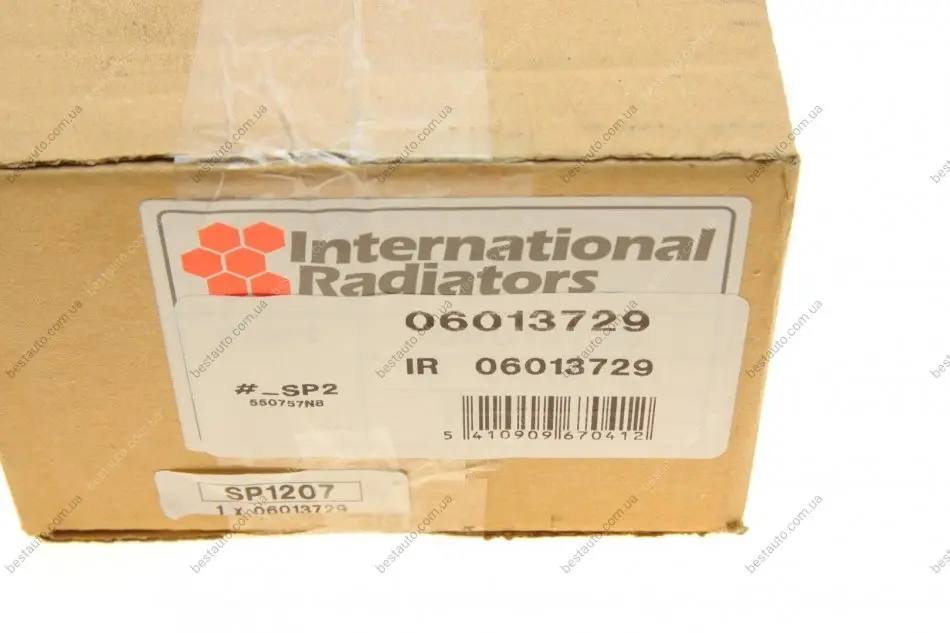 International
Radiators
06013729
IR 06013729
#_SP2
550757N8
5 410909 670412
SP1207
1 x 06013729
bestauto.com.ua